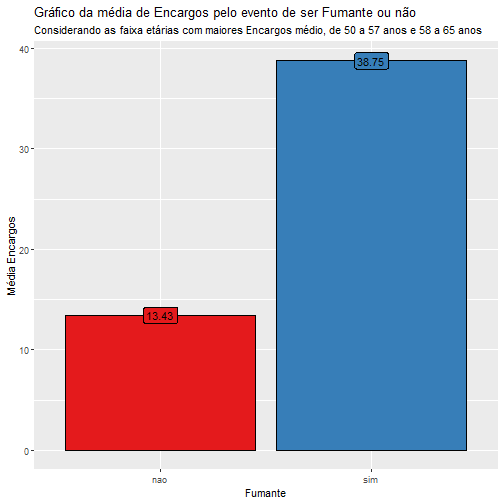 Gráfico da média de Encargos pelo evento de ser Fumante ou não
Considerando as faixa etárias com maiores Encargos médio, de 50 a 57 anos e 58 a 65 anos
40
30
20
10
0
Média Encargos
13.43
38.75
nao
sim
Fumante